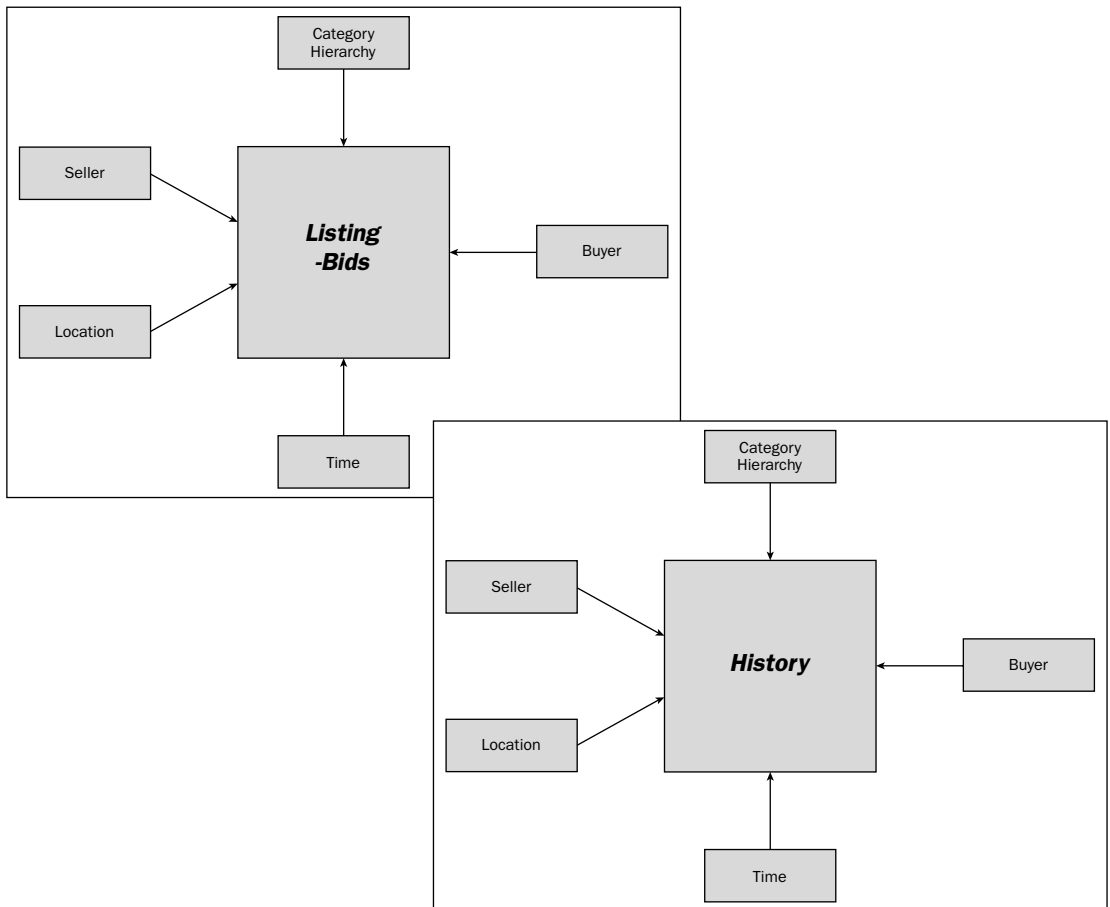 Category
Hierarchy
Seller
Listing
-Bids
Buyer
Location
Time
Category
Hierarchy
Seller
History
Buyer
Location
Time